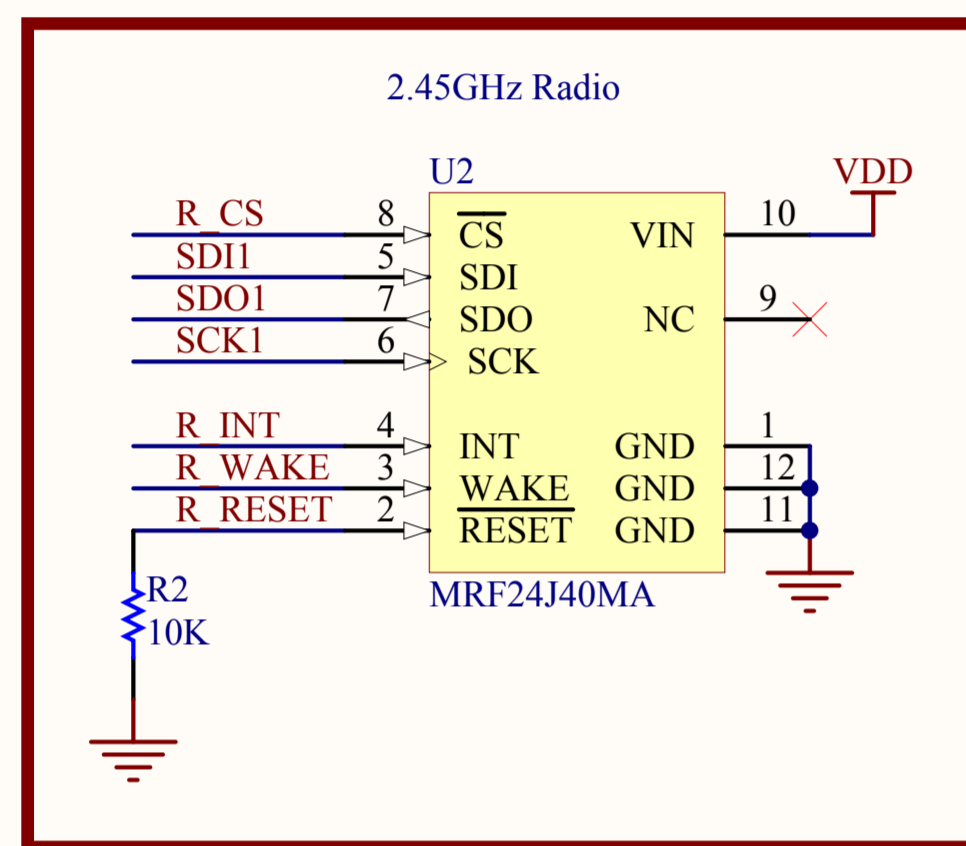 2.45GHz Radio
U2
VDD
R_CS 8 CS VIN 10
SDI1 5 SDI
SDO1 7 SDO NC 9
SCK1 6 SCK
R_INT 4 INT GND 1
R_WAKE 3 WAKE GND 12
R_RESET 2 RESET GND 11
MRF24J40MA
R2
10K